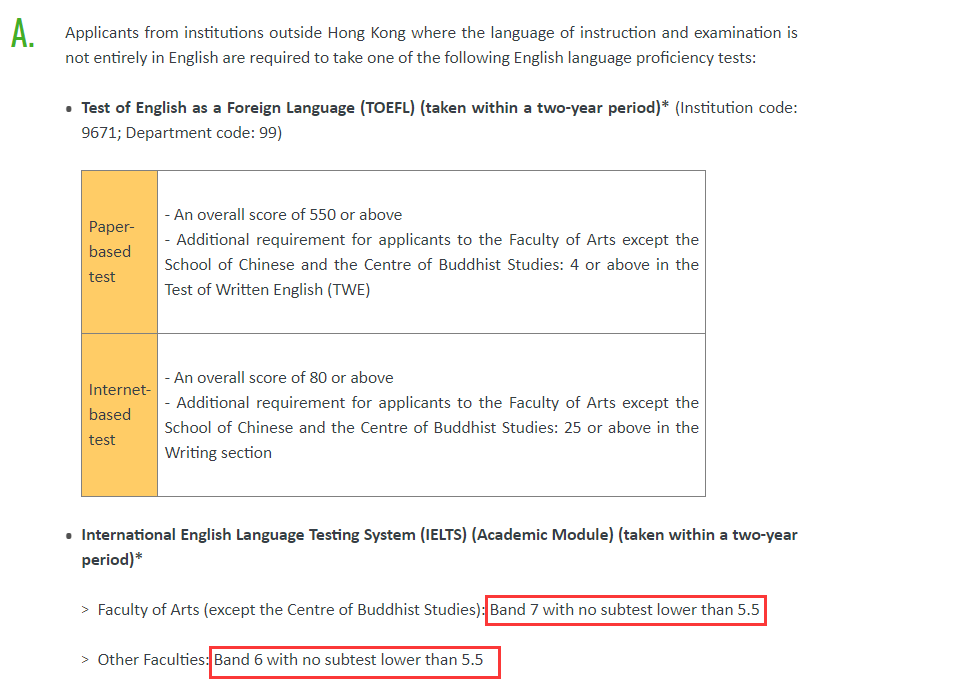 A.
Applicants from institutions outside Hong Kong where the language of instruction and examination is
not entirely in English are required to take one of the following English language proficiency tests:
• Test of English as a Foreign Language (TOEFL) (taken within a two-year period)* (Institution code:
9671; Department code: 99)
Paper-
based
test
- An overall score of 550 or above
- Additional requirement for applicants to the Faculty of Arts except the
School of Chinese and the Centre of Buddhist Studies: 4 or above in the
Test of Written English (TWE)
Internet-
based
test
- An overall score of 80 or above
- Additional requirement for applicants to the Faculty of Arts except the
School of Chinese and the Centre of Buddhist Studies: 25 or above in the
Writing section
• International English Language Testing System (IELTS) (Academic Module) (taken within a two-year
period)*
> Faculty of Arts (except the Centre of Buddhist Studies): Band 7 with no subtest lower than 5.5
> Other Faculties: Band 6 with no subtest lower than 5.5